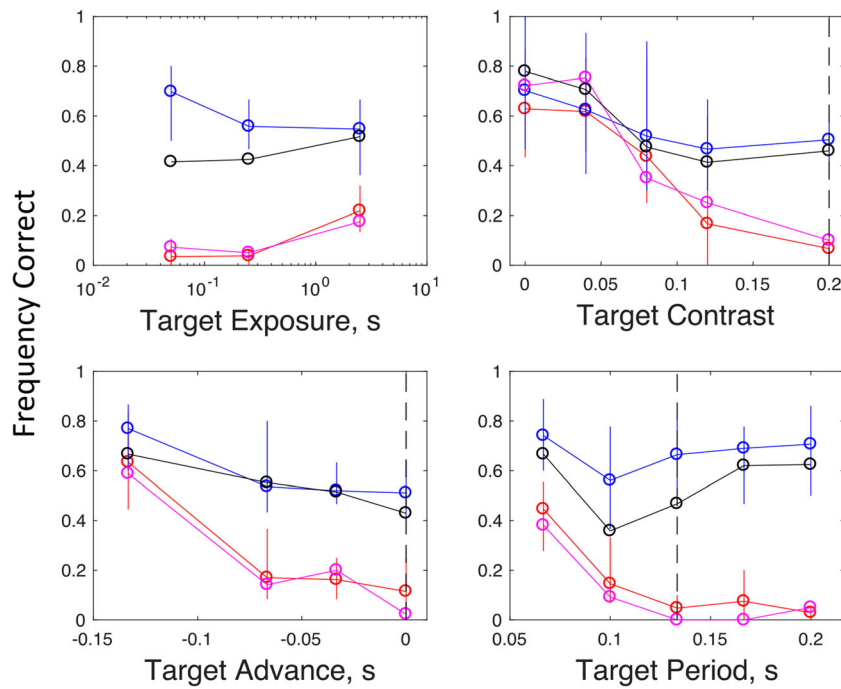 Frequency Correct
1
0.8
0.6
0.4
0.2
0
10⁻² 10⁻¹ 10⁰ 10¹
Target Exposure, s
1
0.8
0.6
0.4
0.2
0
0 0.05 0.1 0.15 0.2
Target Contrast
1
0.8
0.6
0.4
0.2
0
-0.15 -0.1 -0.05 0
Target Advance, s
1
0.8
0.6
0.4
0.2
0
0.05 0.1 0.15 0.2
Target Period, s